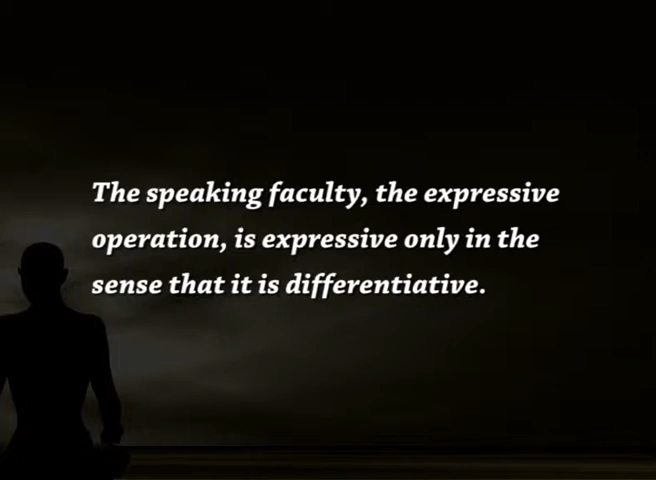 The speaking faculty, the expressive
operation, is expressive only in the
sense that it is differentiative.